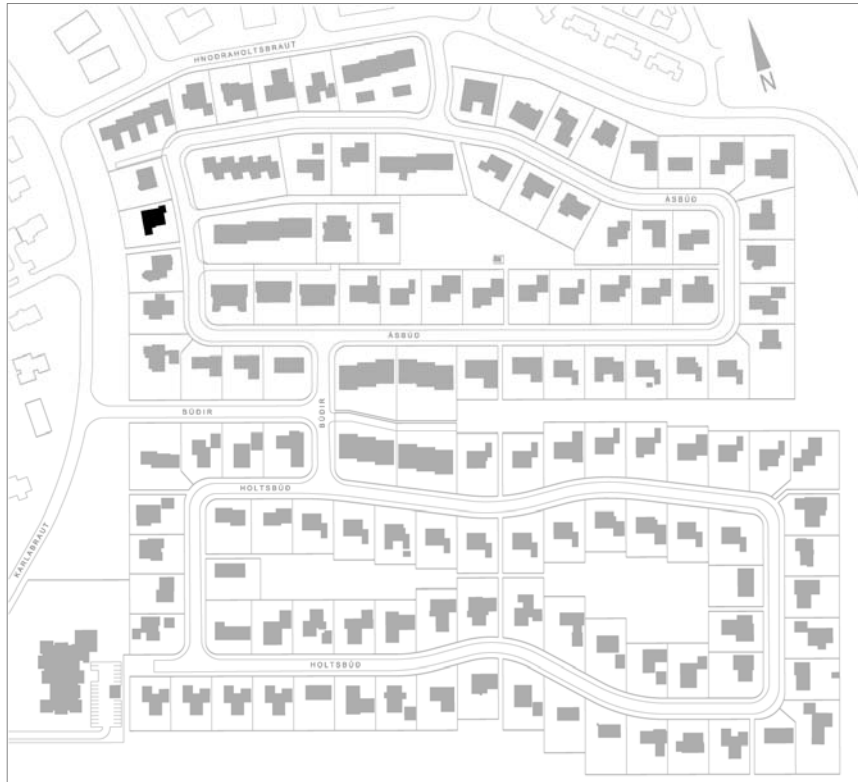 HNOÐRAHOLTSBRAUT
N
ÁSBÚÐ
ÁSBÚÐ
BÚÐIR
BÚÐIR
HOLTSBÚÐ
KARLABRAUT
HOLTSBÚÐ